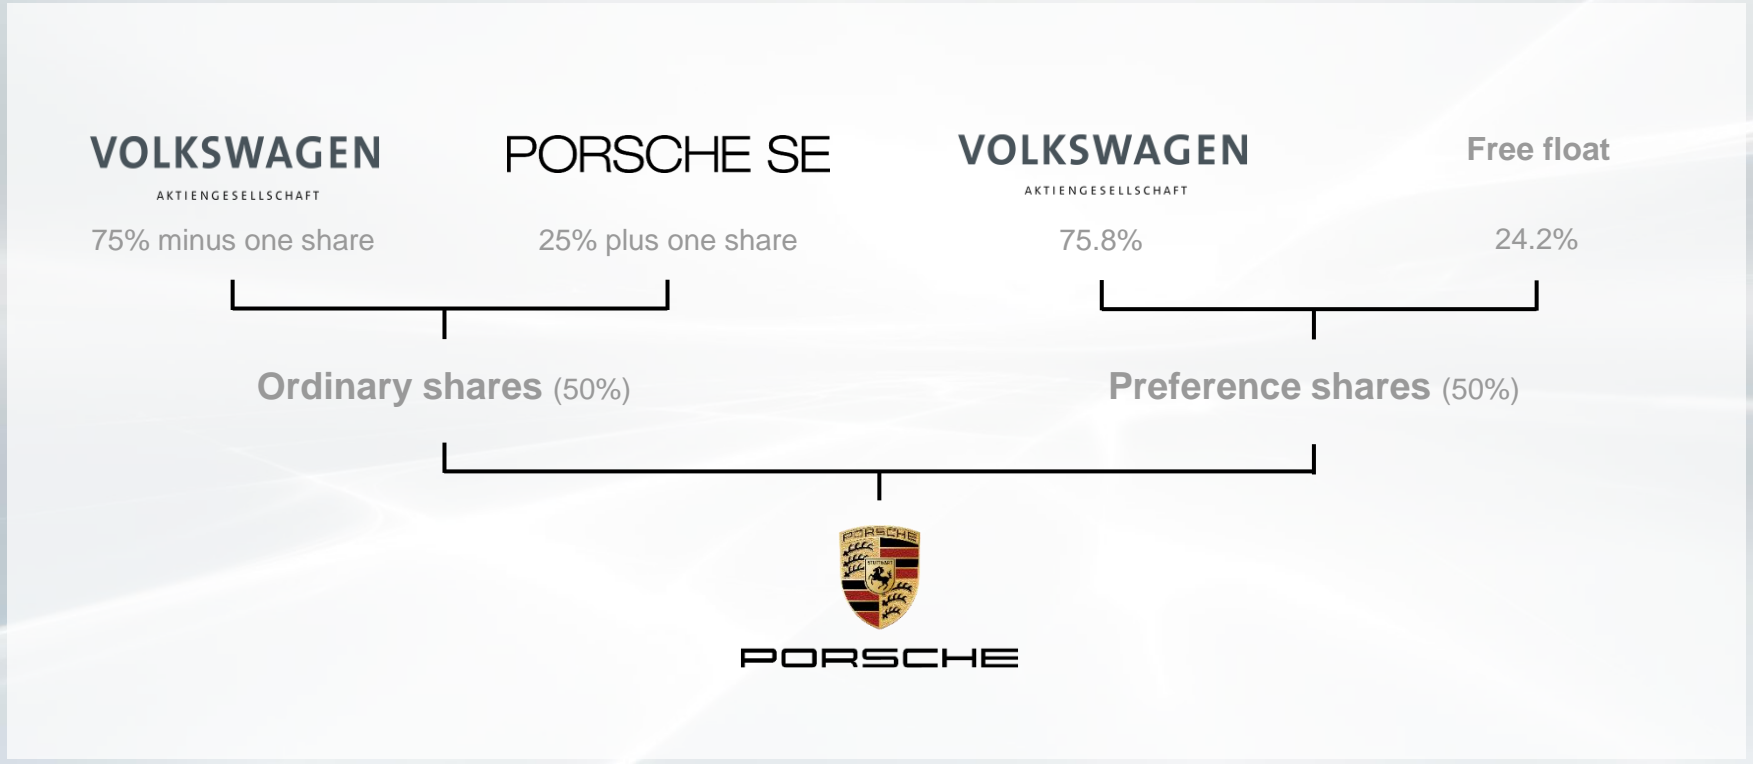 VOLKSWAGEN
AKTIENGESELLSCHAFT
75% minus one share
PORSCHE SE
25% plus one share
VOLKSWAGEN
AKTIENGESELLSCHAFT
75.8%
Free float
24.2%
Ordinary shares (50%)
Preference shares (50%)
PORSCHE
STUTTGART
PORSCHE